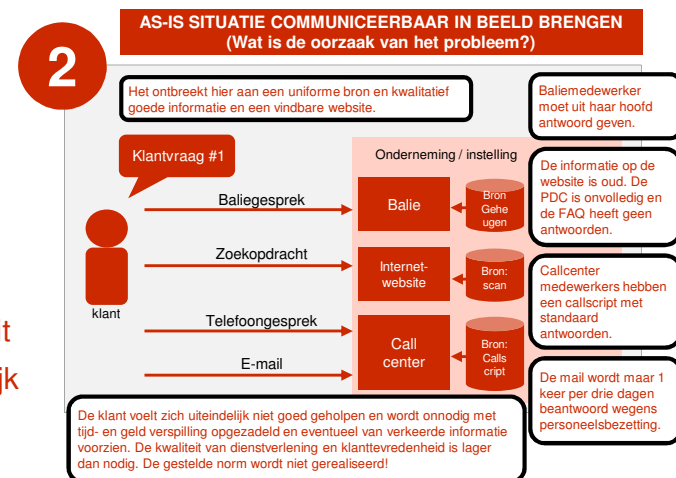 AS-IS SITUATIE COMMUNICEERBAAR IN BEELD BRENGEN
(Wat is de oorzaak van het probleem?)
2
Het ontbreekt hier aan een uniforme bron en kwalitatief
goede informatie en een vindbare website.
Baliemedewerker
moet uit haar hoofd
antwoord geven.
Klantvraag #1
Onderneming / instelling
De informatie op de
website is oud. De
PDC is onvolledig en
de FAQ heeft geen
antwoorden.
Baliegesprek
Balie
Bron
Gehe
ugen
Zoekopdracht
Internet-
website
Bron:
scan
Callcenter
medewerkers hebben
een callscript met
standaard
antwoorden.
klant
Telefoongesprek
Call
center
Bron:
Calls
cript
E-mail
jk
De mail wordt maar 1
keer per drie dagen
beantwoord wegens
personeelsbezetting.
De klant voelt zich uiteindelijk niet goed geholpen en wordt onnodig met
tijd- en geld verspilling opgezadeld en eventueel van verkeerde informatie
voorzien. De kwaliteit van dienstverlening en klanttevredenheid is lager
dan nodig. De gestelde norm wordt niet gerealiseerd!